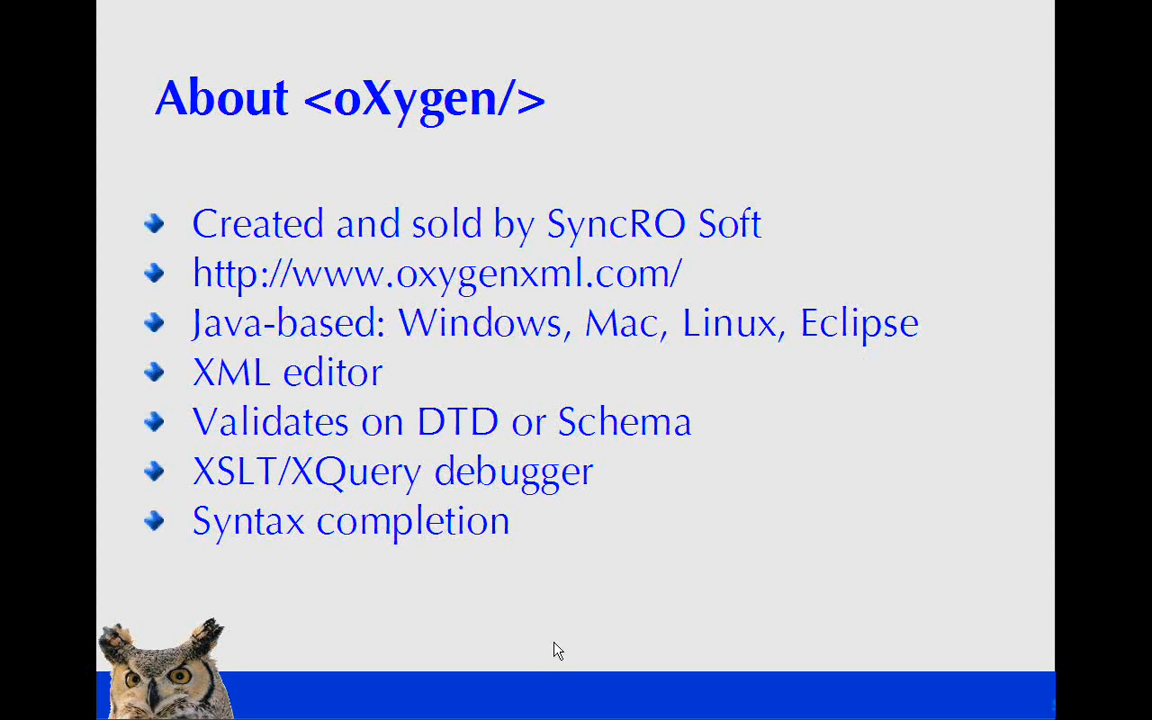 About <oXygen/>
Created and sold by SyncRO Soft
http://www.oxygenxml.com/
Java-based: Windows, Mac, Linux, Eclipse
XML editor
Validates on DTD or Schema
XSLT/XQuery debugger
Syntax completion